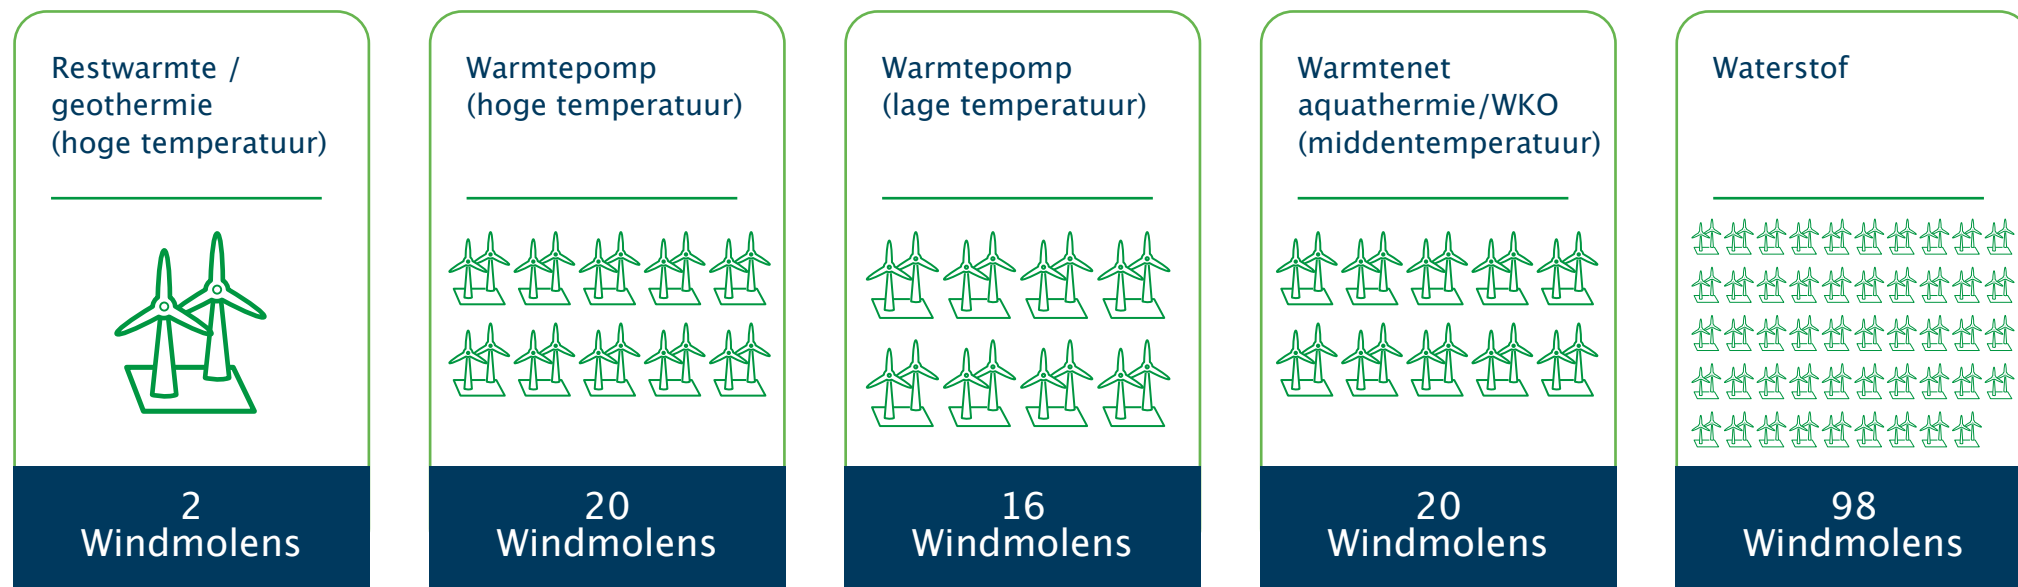 Restwarmte /
geothermie
(hoge temperatuur)
2
Windmolens
Warmtepomp
(hoge temperatuur)
20
Windmolens
Warmtepomp
(lage temperatuur)
16
Windmolens
Warmtenet
aquathermie/WKO
(middentemperatuur)
20
Windmolens
Waterstof
98
Windmolens